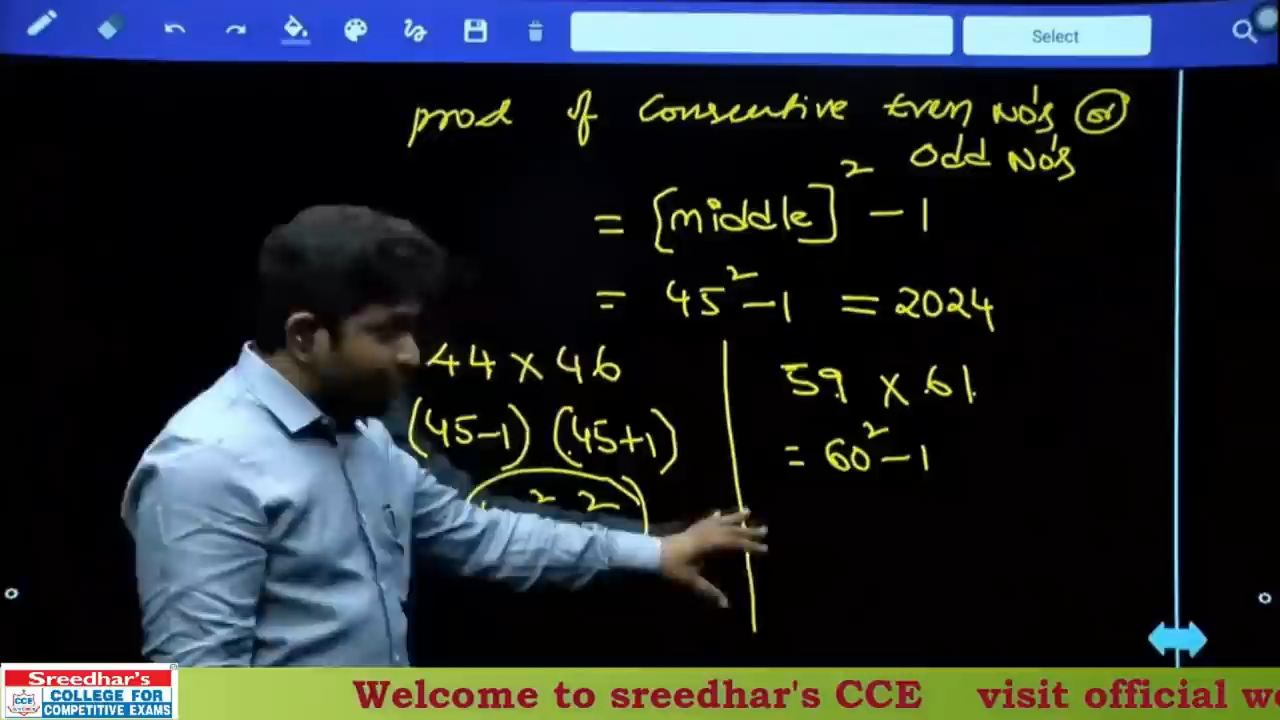 Select
prod of Consecutive Even No's or
Odd No's
= [middle]² - 1
= 45² - 1 = 2024
44 x 46
(45-1) (45+1)
2 2
59 x 61
= 60² - 1
Sreedhar's
CCE
COLLEGE FOR
COMPETITIVE EXAMS
Welcome to sreedhar's CCE visit official we